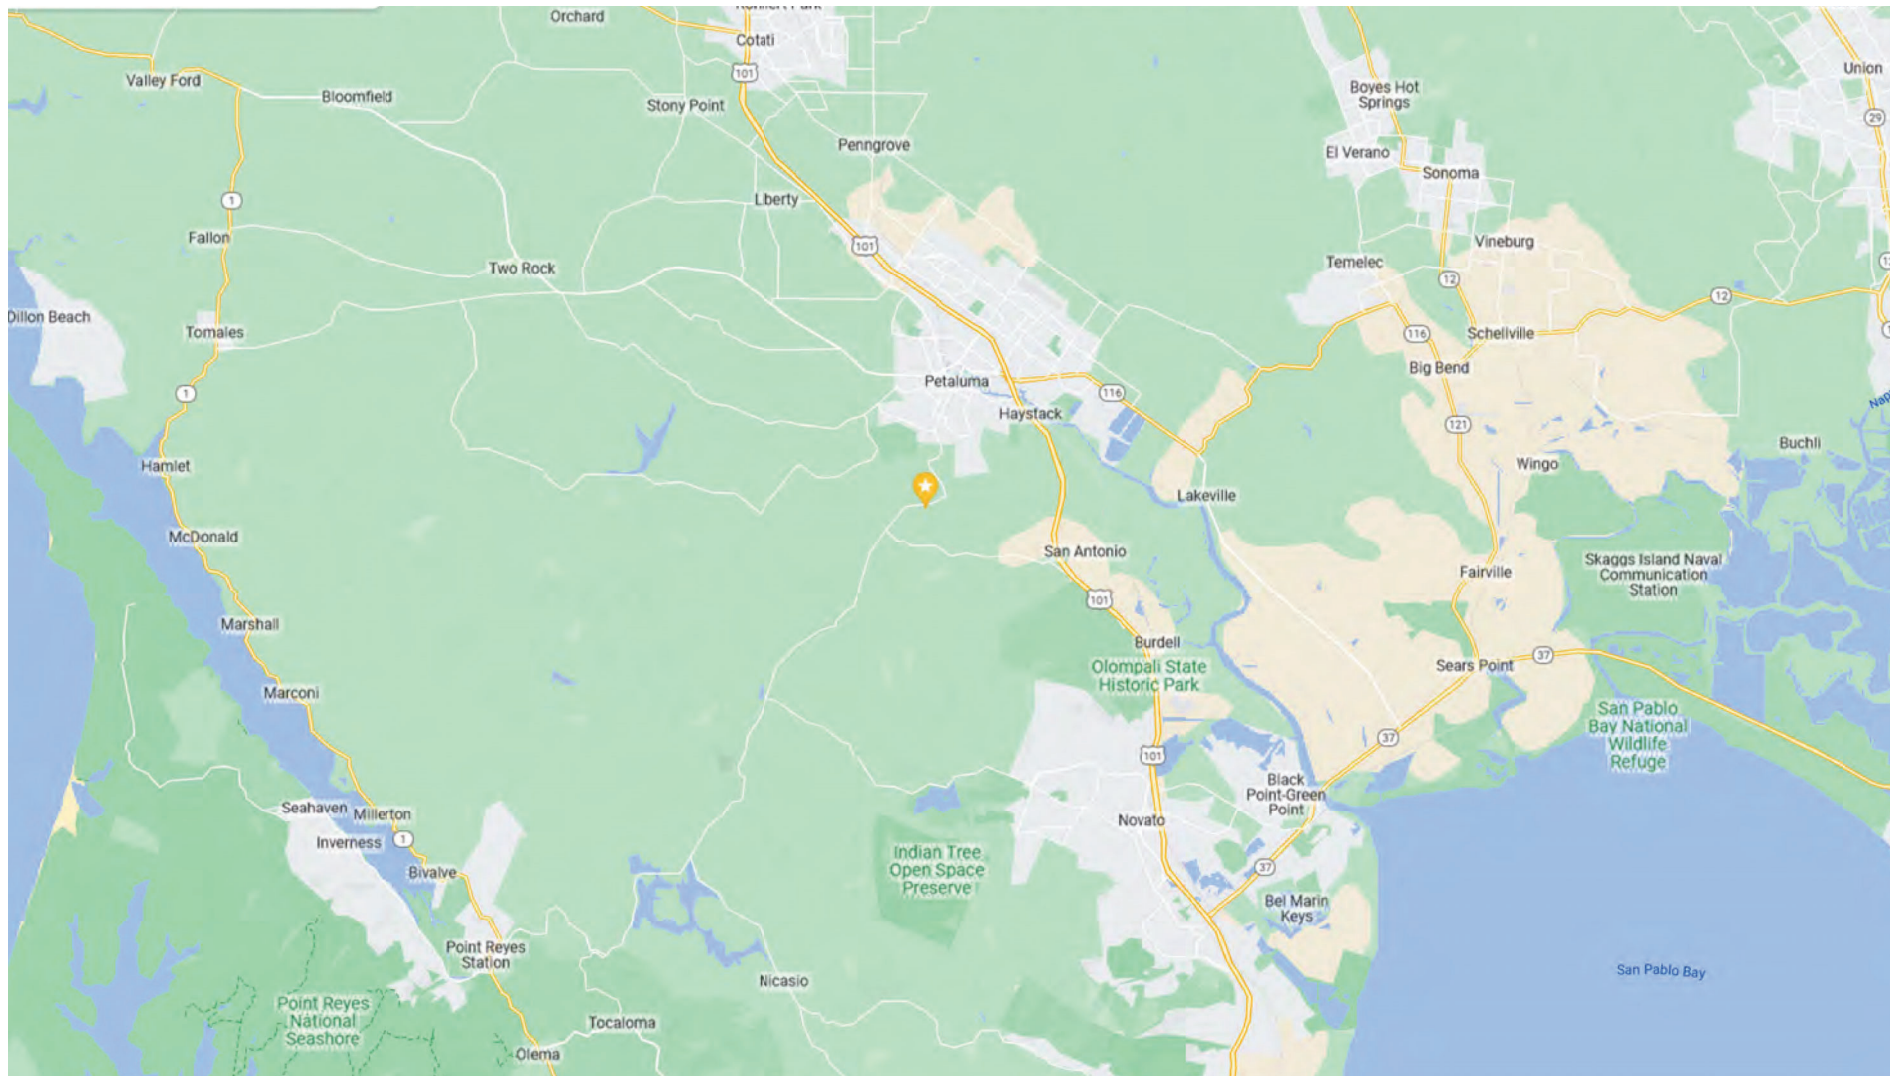 Orchard
Cotati
101
Valley Ford
Bloomfield
Stony Point
Boyes Hot
Springs
Union
29
Penngrove
El Verano
Sonoma
1
Lberty
Fallon
101
Two Rock
Vineburg
Temelec
12
12
Dillon Beach
Tomales
116
Schellville
Big Bend
Petaluma
1
116
Haystack
121
Buchli
Hamlet
Wingo
Lakeville
McDonald
San Antonio
Skaggs Island Naval
Communication
Station
Fairville
101
Marshall
Burdell
Olompali State
Historic Park
37
Sears Point
Marconi
San Pablo
Bay National
Wildlife
Refuge
37
101
Black
Point-Green
Point
Seahaven
Millerton
Novato
Inverness
1
Indian Tree
Open Space
Preserve
37
Bivalve
Bel Marin
Keys
Point Reyes
Station
San Pablo Bay
Nicasio
Point Reyes
National
Seashore
Tocaloma
Olema